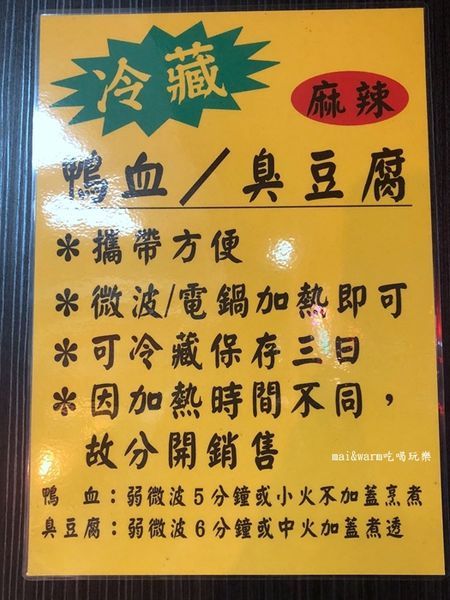 冷藏
麻辣
鴨血/臭豆腐
*攜帶方便
*微波/電鍋加熱即可
*可冷藏保存三日
*因加熱時間不同,
故分開銷售
mai&warm吃喝玩樂
鴨 血:弱微波5分鐘或小火不加蓋烹煮
臭豆腐:弱微波6分鐘或中火加蓋煮透